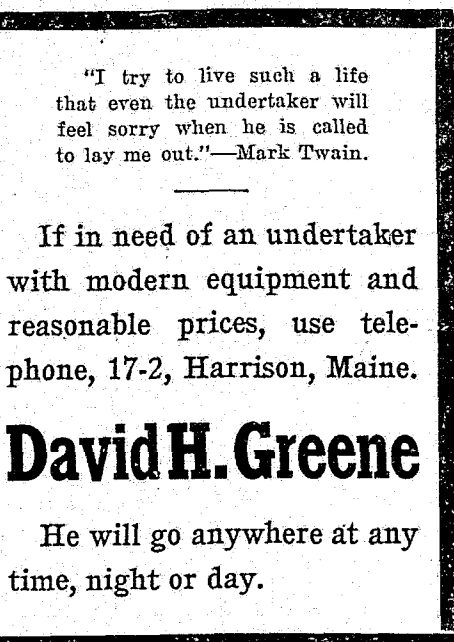 "I try to live such a life
that even the undertaker will
feel sorry when he is called
to lay me out."—Mark Twain.
If in need of an undertaker
with modern equipment and
reasonable prices, use tele-
phone, 17-2, Harrison, Maine.
David H. Greene
He will go anywhere at any
time, night or day.